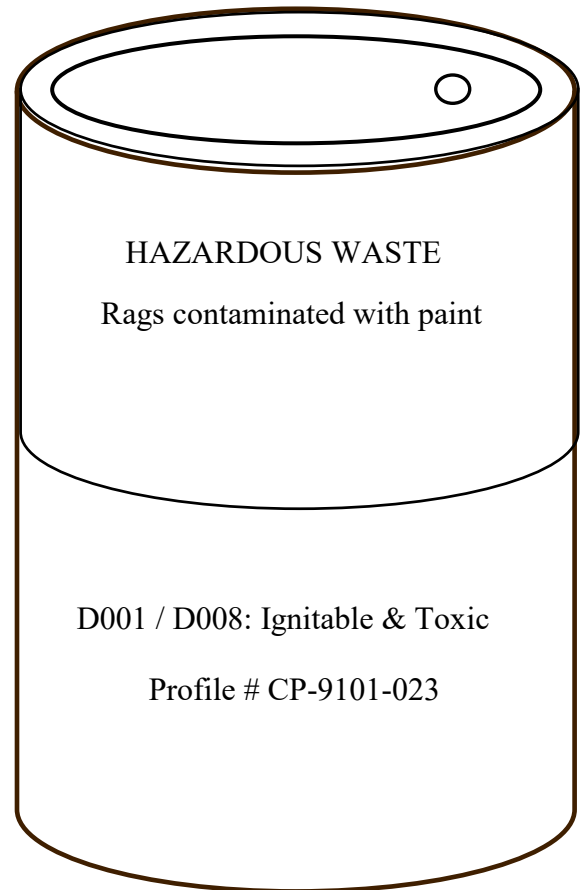 HAZARDOUS WASTE
Rags contaminated with paint
D001 / D008: Ignitable & Toxic
Profile # CP-9101-023